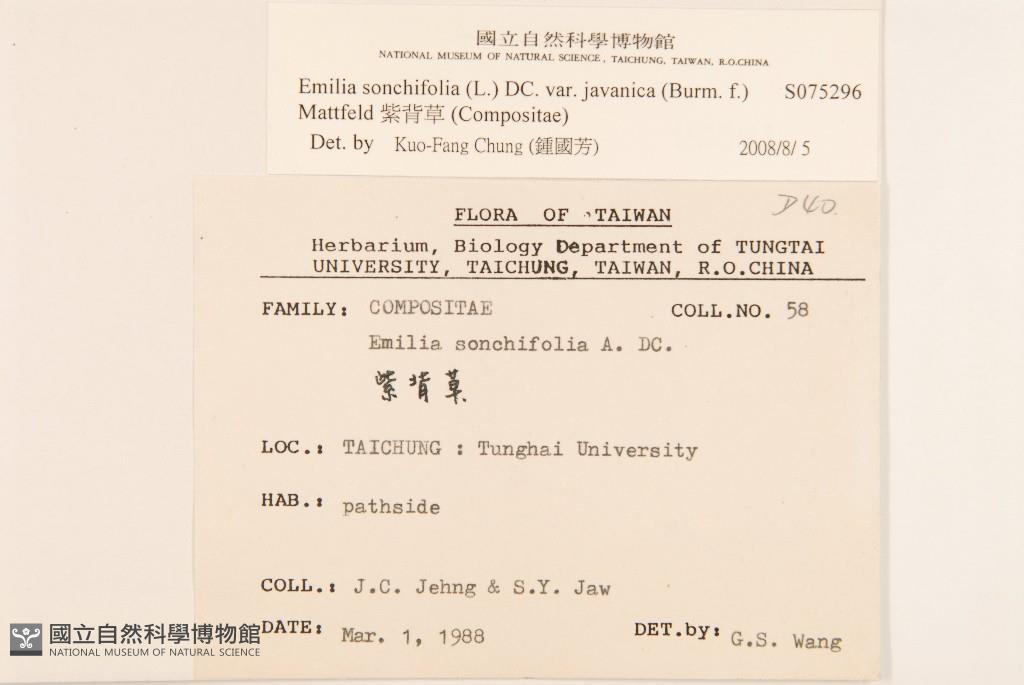 國立自然科學博物館
NATIONAL MUSEUM OF NATURAL SCIENCE, TAICHUNG, TAIWAN, R.O.CHINA
Emilia sonchifolia (L.) DC. var. javanica (Burm. f.) S075296
Mattfeld 紫背草 (Compositae)
Det. by Kuo-Fang Chung (鍾國芳) 2008/8/ 5
D40
FLORA OF TAIWAN
Herbarium, Biology Department of TUNGTAI
UNIVERSITY, TAICHUNG, TAIWAN, R.O.CHINA
FAMILY: COMPOSITAE COLL.NO. 58
Emilia sonchifolia A. DC.
紫背草
LOC.: TAICHUNG : Tunghai University
HAB.: pathside
COLL.: J.C. Jehng & S.Y. Jaw
DATE: Mar. 1, 1988 DET.by: G.S. Wang
國立自然科學博物館
NATIONAL MUSEUM OF NATURAL SCIENCE